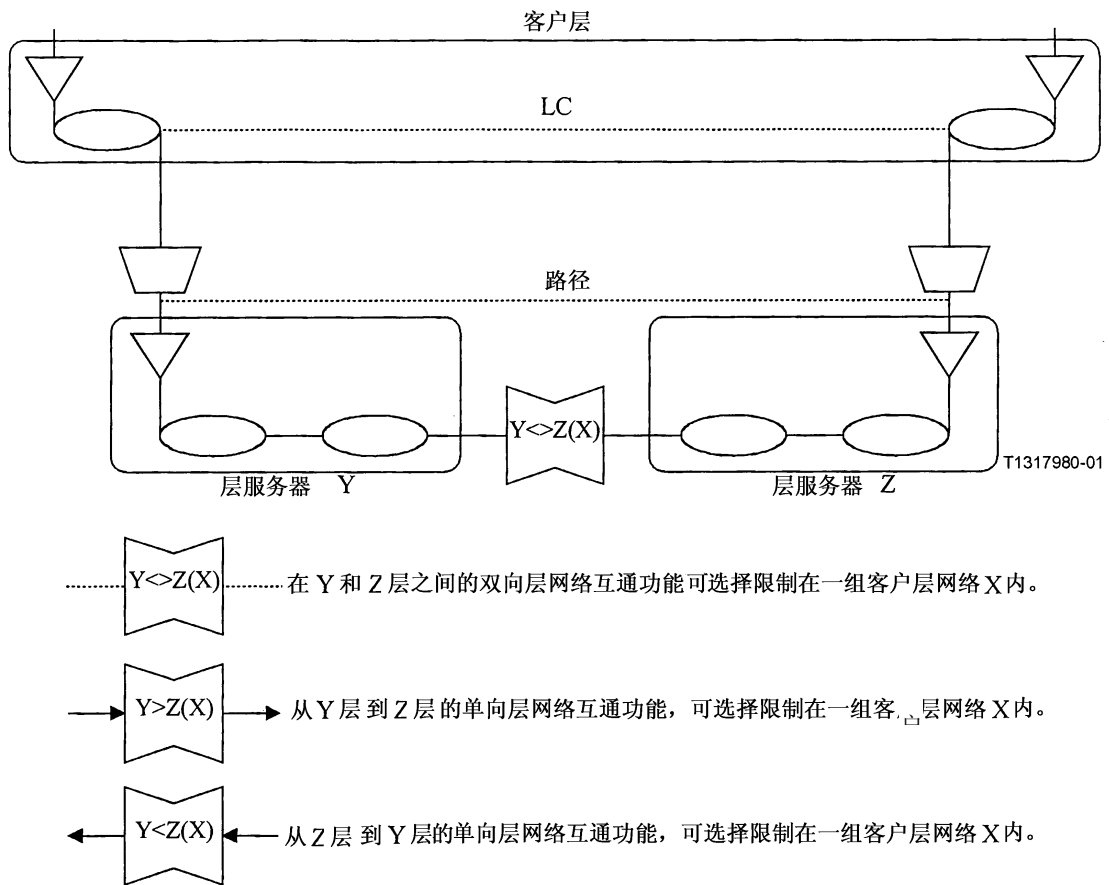 客户层
LC
路径
Y<>Z(X)
T1317980-01
层服务器 Y
层服务器 Z
Y<>Z(X) 在 Y 和 Z 层之间的双向层网络互通功能可选择限制在一组客户层网络 X 内。
Y>Z(X) 从 Y 层 到 Z 层的单向层网络互通功能，可选择限制在一组客户层网络 X 内。
Y<Z(X) 从 Z 层 到 Y 层的单向层网络互通功能，可选择限制在一组客户层网络 X 内。